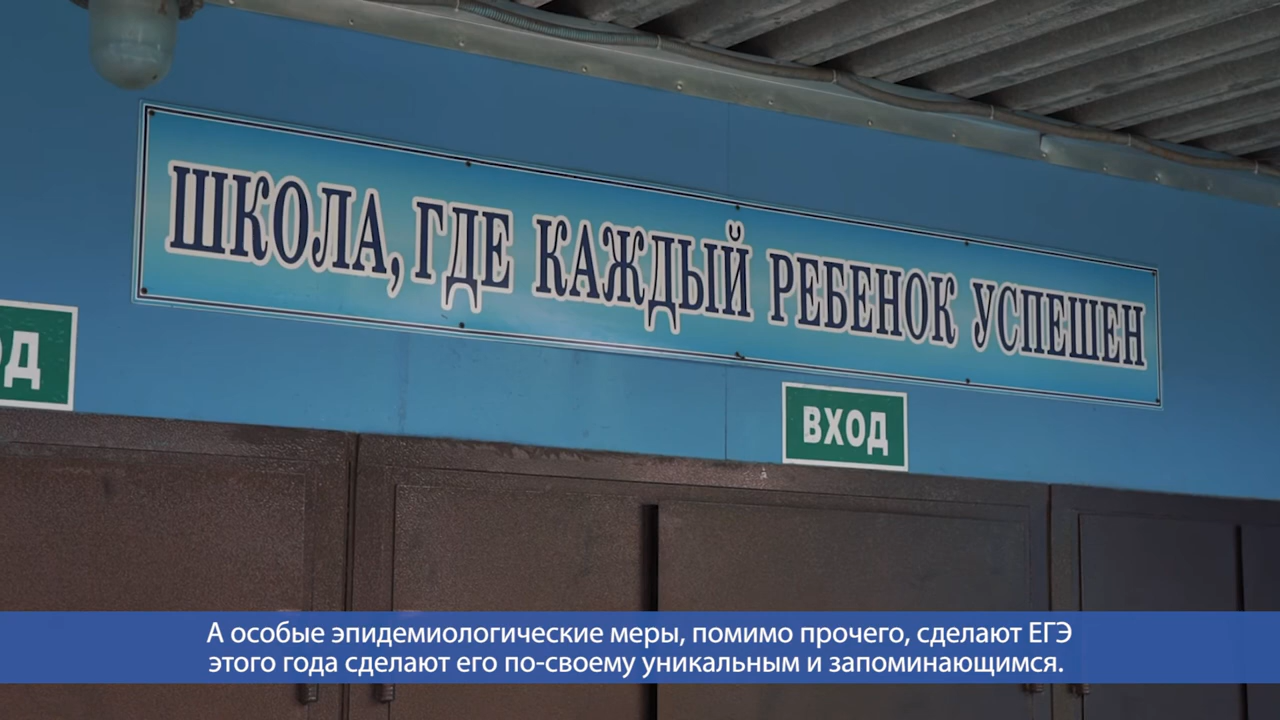 ШКОЛА, ГДЕ КАЖДЫЙ РЕБЕНОК УСПЕШЕН
ОД
ВХОД
А особые эпидемиологические меры, помимо прочего, сделают ЕГЭ
этого года сделают его по-своему уникальным и запоминающимся.